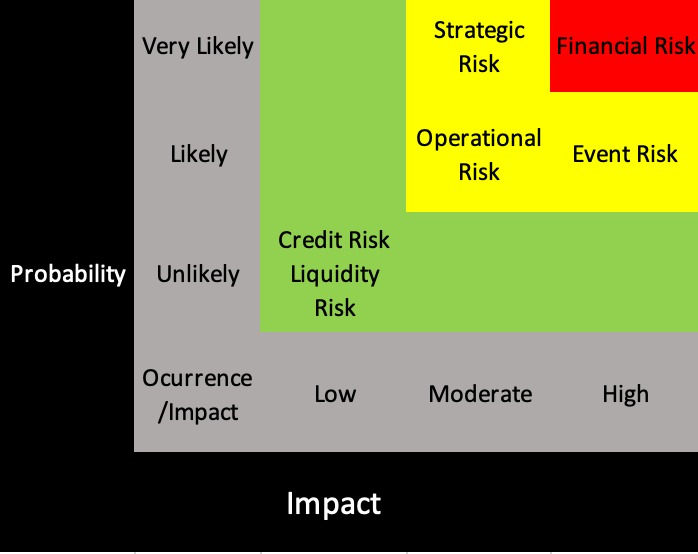 Very Likely
Strategic
Risk
Financial Risk
Likely
Operational
Risk
Event Risk
Probability
Unlikely
Credit Risk
Liquidity
Risk
Ocurrence
/Impact
Low
Moderate
High
Impact